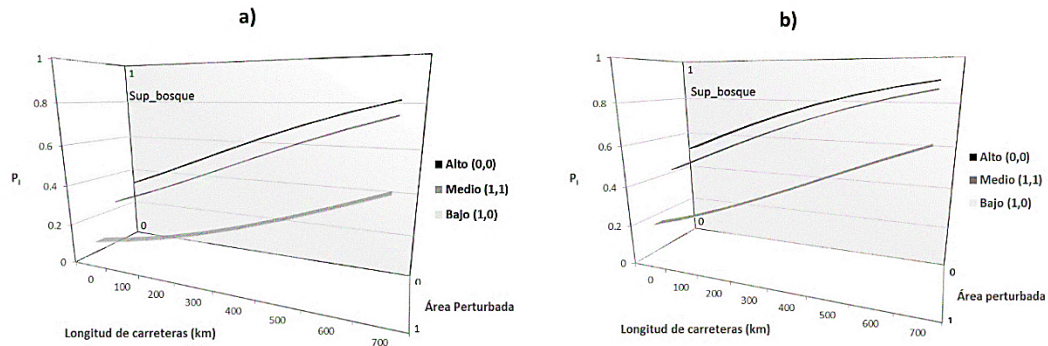 a)
1
0.8
0.6
0.4
0.2
0
P
1
Sup_bosque
0
0
1
0
100
200
300
400
500
600
700
Longitud de carreteras (km)
Área Perturbada
Alto (0,0)
Medio (1,1)
Bajo (1,0)
b)
1
0.8
0.6
0.4
0.2
0
P
1
Sup_bosque
0
0
1
0
100
200
300
400
500
600
700
Longitud de carreteras (km)
Área perturbada
Alto (0,0)
Medio (1,1)
Bajo (1,0)